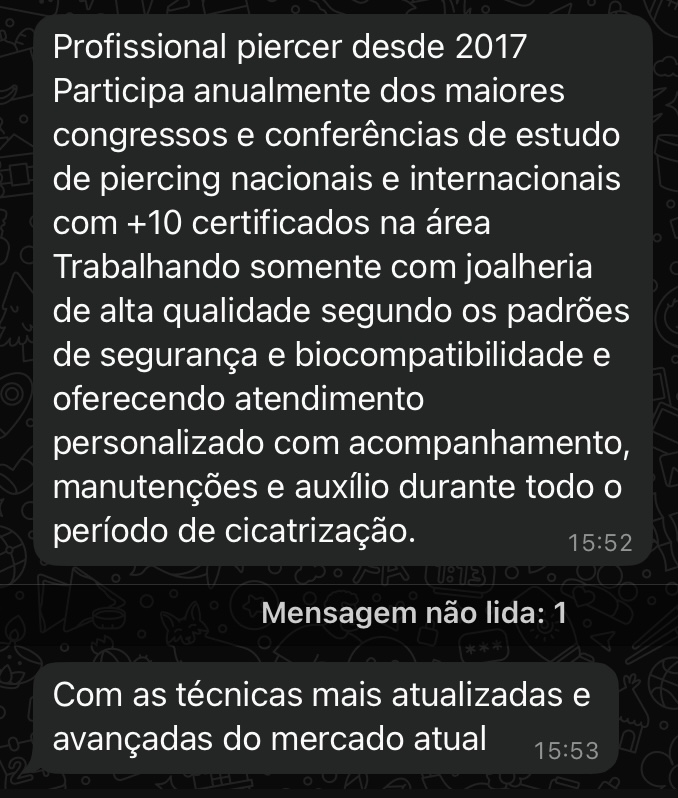 Profissional piercer desde 2017
Participa anualmente dos maiores
congressos e conferências de estudo
de piercing nacionais e internacionais
com +10 certificados na área
Trabalhando somente com joalheria
de alta qualidade segundo os padrões
de segurança e biocompatibilidade e
oferecendo atendimento
personalizado com acompanhamento,
manutenções e auxílio durante todo o
período de cicatrização.
15:52
Mensagem não lida: 1
Com as técnicas mais atualizadas e
avançadas do mercado atual
15:53